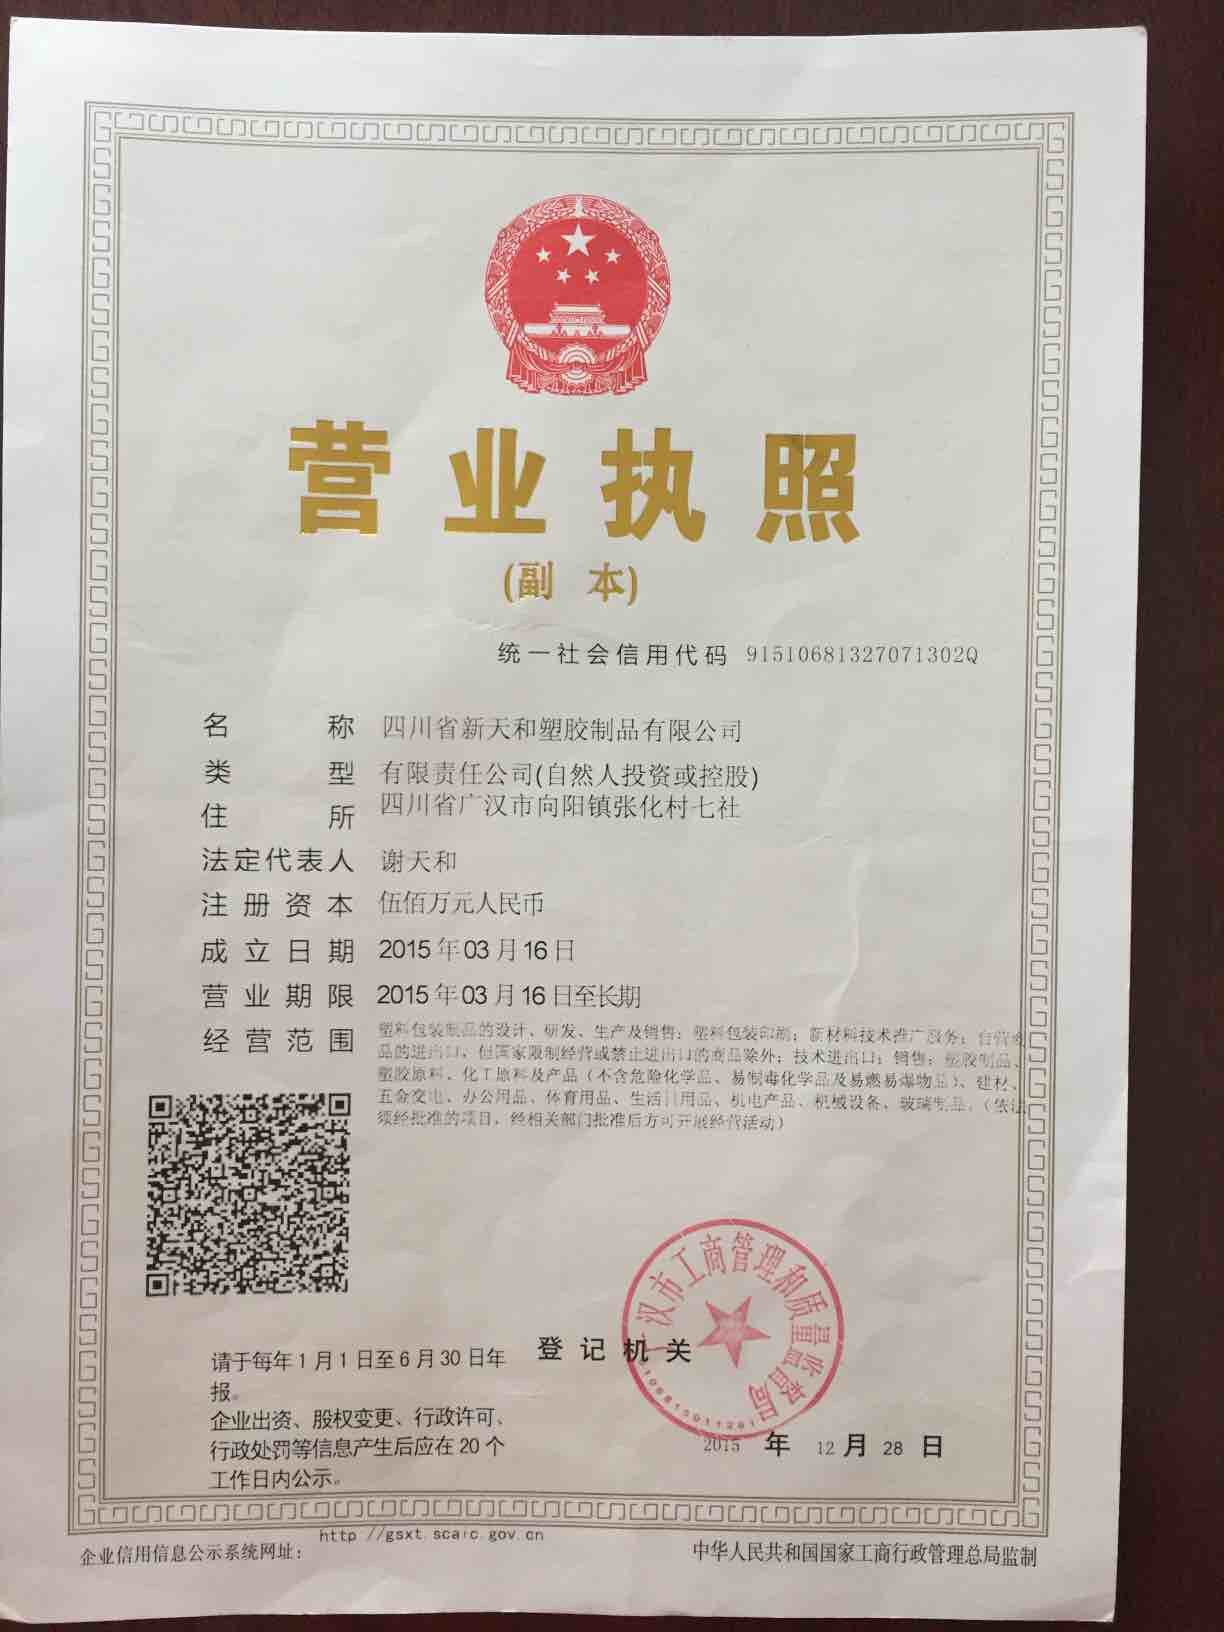 营业执照
(副 本)
统一社会信用代码 91510681327071302Q
名称 四川省新天和塑胶制品有限公司
类型 有限责任公司(自然人投资或控股)
住所 四川省广汉市向阳镇张化村七社
法定代表人 谢天和
注册资本 伍佰万元人民币
成立日期 2015年03月16日
营业期限 2015年03月16日至长期
经营范围 塑料包装制品的设计、研发、生产及销售；塑料包装印刷；新材料技术推广服务；自营商
品的进出口，但国家限制经营或禁止进出口的商品除外；技术进出口；销售：塑胶制品、
塑胶原料、化工原料及产品（不含危险化学品、易制毒化学品及易燃易爆物品）、建材、
五金交电、办公用品、体育用品、生活日用品、机电产品、机械设备、玻璃制品。（依法
须经批准的项目，经相关部门批准后方可开展经营活动）
广汉市工商管理和质量监督局
登记机关
请于每年1月1日至6月30日年
报。
企业出资、股权变更、行政许可、
行政处罚等信息产生后应在20个
工作日内公示。
2015 年 12 月 28 日
http //gsxt.scaic.gov.cn
企业信用信息公示系统网址：
中华人民共和国国家工商行政管理总局监制